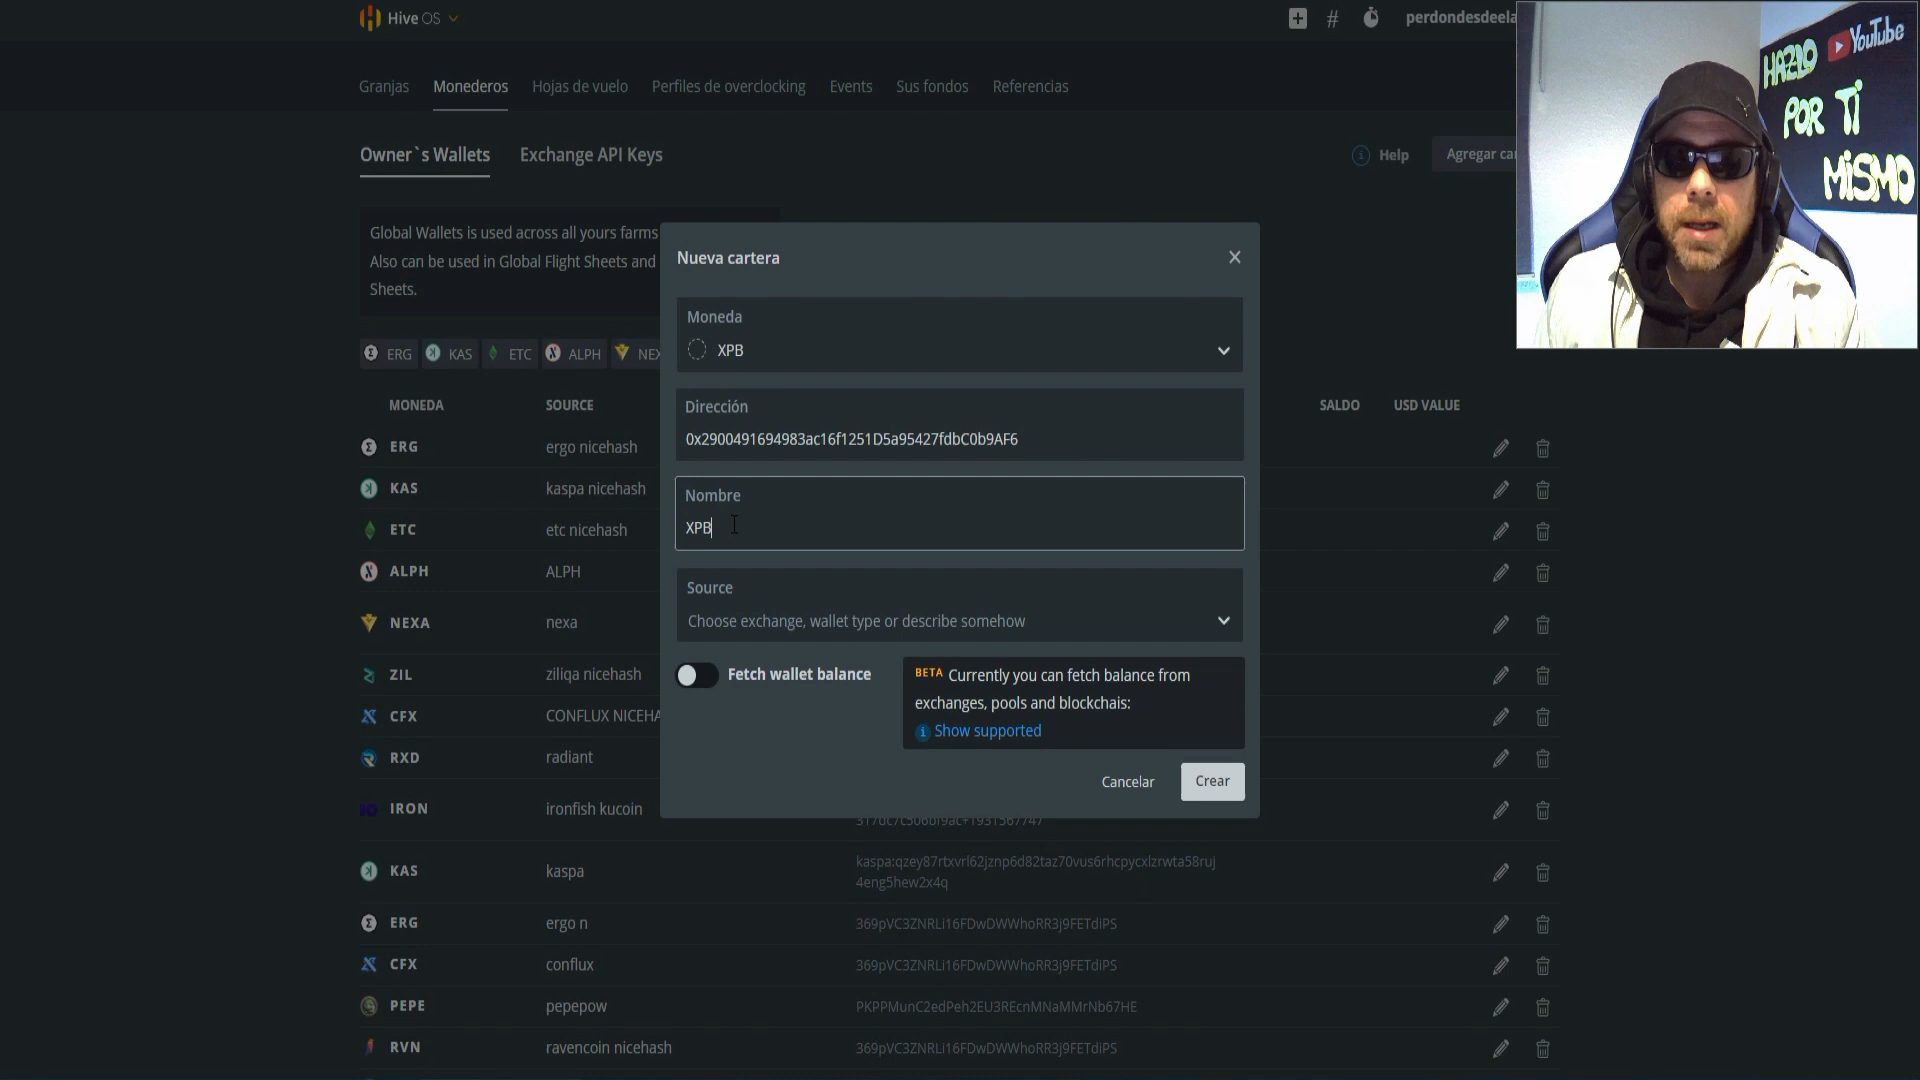 Hive OS
perdondesdeela
Granjas
Monederos
Hojas de vuelo
Perfiles de overclocking
Events
Sus fondos
Referencias
Owner`s Wallets
Exchange API Keys
Help
Agregar car
HAZLO
POR TI
MISMO
YouTube
Global Wallets is used across all yours farms
Also can be used in Global Flight Sheets and
Sheets.
ERG
KAS
ETC
ALPH
NEX
MONEDA
SOURCE
SALDO
USD VALUE
ERG
ergo nicehash
KAS
kaspa nicehash
ETC
etc nicehash
ALPH
ALPH
NEXA
nexa
ZIL
ziliqa nicehash
CFX
CONFLUX NICEHA
RXD
radiant
IRON
ironfish kucoin
317dc7c506bf9ac+1931567747
KAS
kaspa
kaspa:qzey87rtxvrl62jznp6d82taz70vus6rhcpycxlzrwta58ruj
4eng5hew2x4q
ERG
ergo n
369pVC3ZNRLi16FDwDWWhoRR3j9FETdiPS
CFX
conflux
369pVC3ZNRLi16FDwDWWhoRR3j9FETdiPS
PEPE
pepepow
PKPPMunC2edPeh2EU3REcnMNaMMrNb67HE
RVN
ravencoin nicehash
369pVC3ZNRLi16FDwDWWhoRR3j9FETdiPS
Nueva cartera
Moneda
XPB
Dirección
0x2900491694983ac16f1251D5a95427fdbC0b9AF6
Nombre
XPB
Source
Choose exchange, wallet type or describe somehow
Fetch wallet balance
BETA Currently you can fetch balance from
exchanges, pools and blockchais:
Show supported
Cancelar
Crear